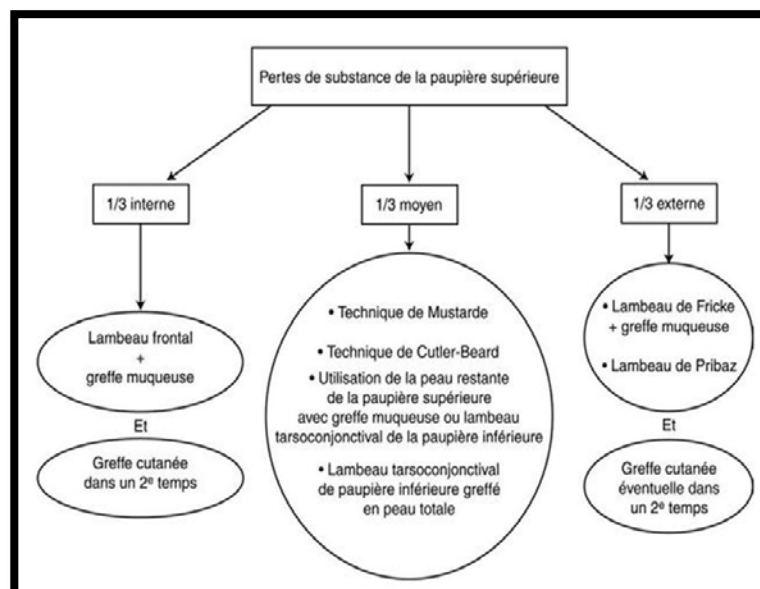 Pertes de substance de la paupière supérieure
1/3 interne
1/3 moyen
1/3 externe
Lambeau frontal
+
greffe muqueuse
Et
Greffe cutanée
dans un 2e temps
• Technique de Mustarde
• Technique de Cutler-Beard
• Utilisation de la peau restante
de la paupière supérieure
avec greffe muqueuse ou lambeau
tarsoconjonctival de la paupière inférieure
• Lambeau tarsoconjonctival
de paupière inférieure greffé
en peau totale
• Lambeau de Fricke
+ greffe muqueuse
• Lambeau de Pribaz
Et
Greffe cutanée
éventuelle dans
un 2e temps